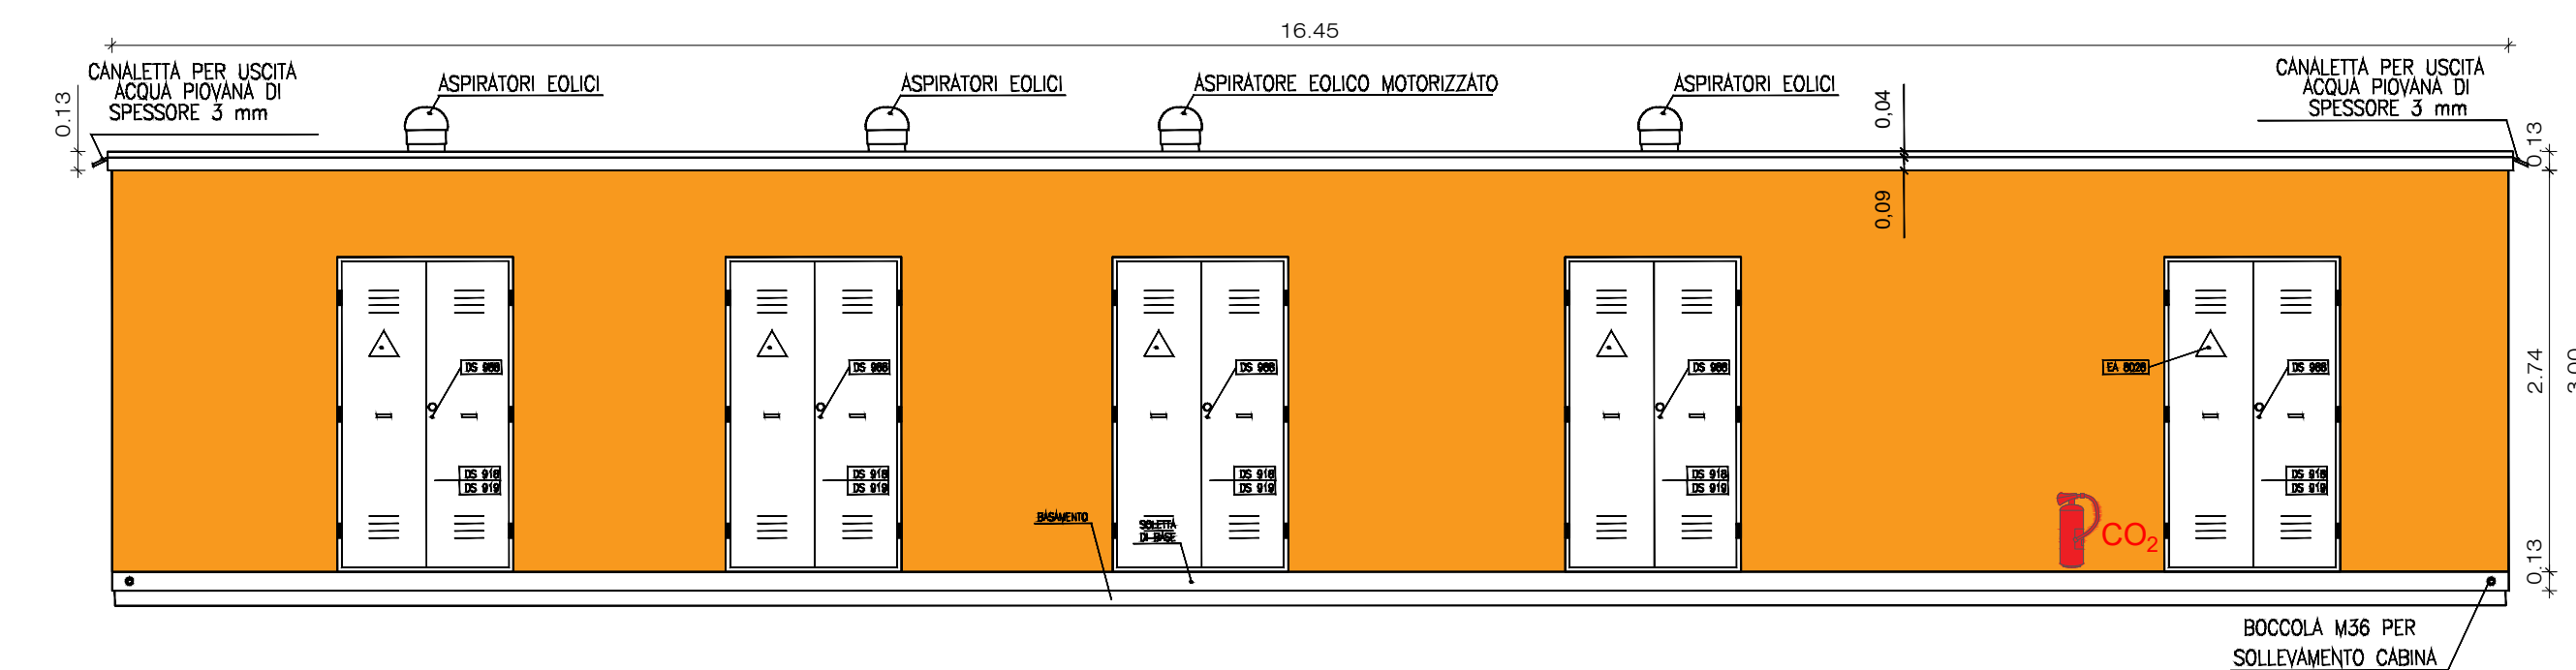 16.45
CANALETTA PER USCITA
ACQUA PIOVANA DI
SPESSORE 3 mm
ASPIRATORI EOLICI
ASPIRATORI EOLICI
ASPIRATORE EOLICO MOTORIZZATO
ASPIRATORI EOLICI
CANALETTA PER USCITA
ACQUA PIOVANA DI
SPESSORE 3 mm
0.13
0,04
0.13
0,09
DS 988
DS 988
DS 988
DS 988
EA 8028
DS 988
2.74
3.00
DS 918
DS 919
DS 918
DS 919
DS 918
DS 919
DS 918
DS 919
DS 918
DS 919
BASAMENTO
SOLETTA
DI BASE
CO2
0.13
BOCCOLA M36 PER
SOLLEVAMENTO CABINA